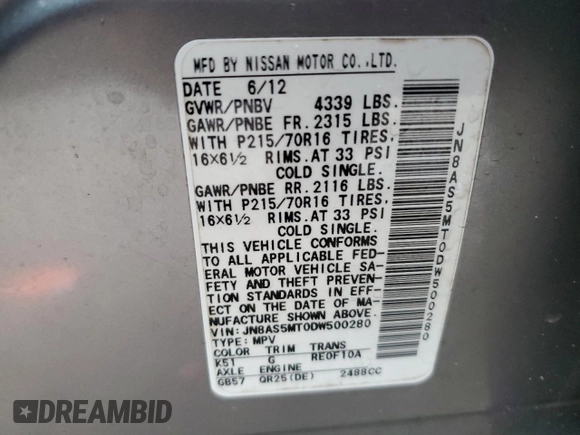 MFD BY NISSAN MOTOR CO.,LTD.
DATE 6/12
GVWR/PNBV 4339 LBS.
GAWR/PNBE FR. 2315 LBS.
WITH P215/70R16 TIRES.
16X6½ RIMS. AT 33 PSI
COLD SINGLE.
GAWR/PNBE RR. 2116 LBS.
WITH P215/70R16 TIRES.
16X6½ RIMS. AT 33 PSI
COLD SINGLE.
THIS VEHICLE CONFORMS
TO ALL APPLICABLE FED-
ERAL MOTOR VEHICLE SA-
FETY AND THEFT PREVEN-
TION STANDARDS IN EFF-
ECT ON THE DATE OF MA-
NUFACTURE SHOWN ABOVE.
VIN:JN8AS5MT0DW500280
TYPE:MPV
COLOR TRIM TRANS
K51 G RE0F10A
AXLE ENGINE
GB57 QR25(DE) 2488CC
JN8AS5MT0DW500280
DREAMBID